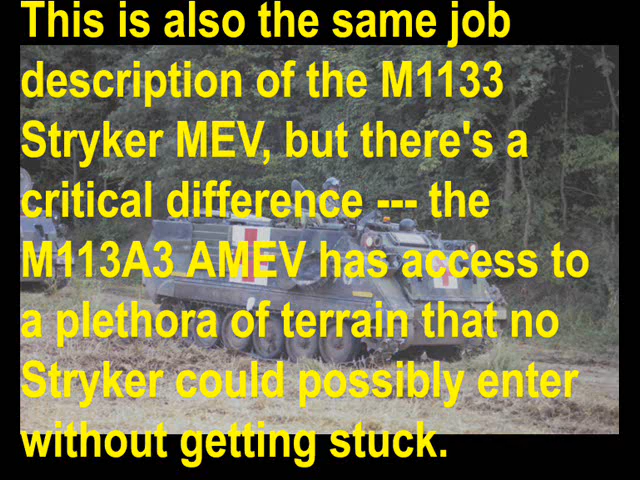 This is also the same job
description of the M1133
Stryker MEV, but there's a
critical difference --- the
M113A3 AMEV has access to
a plethora of terrain that no
Stryker could possibly enter
without getting stuck.